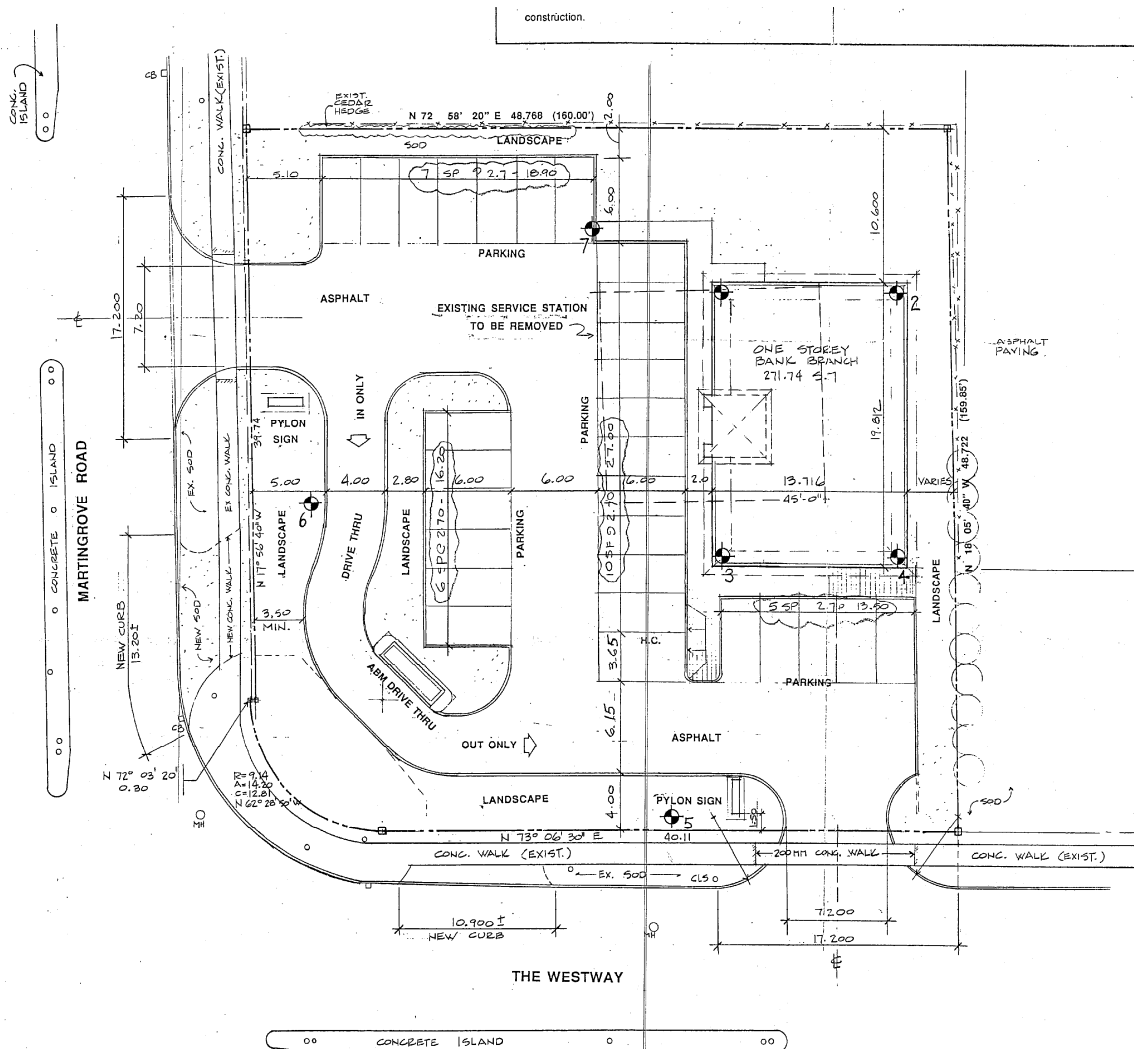 construction.
CONC.
ISLAND
CB
CONC. WALK (EXIST.)
EXIST.
CEDAR
HEDGE
N 72 58' 20" E 48.768 (160.00')
2.00
SOD
LANDSCAPE
5.10
7 SP @ 2.7 - 18.90
6.00
10.600
7
PARKING
17.200
7.20
ASPHALT
EXISTING SERVICE STATION
TO BE REMOVED
2
ONE STOREY
BANK BRANCH
271.74 S.7
ASPHALT
PAVING
IN ONLY
PYLON
SIGN
39.74
PARKING
19.812
N 18 05' 40" W 48.722 (159.85')
MARTINGROVE ROAD
CONCRETE ISLAND
EX. SOD
EX CONC. WALK
5.00
4.00
2.80
6.00
6.00
6.00
2.0
13.716
45'-0"
VARIES
6 SP @ 2.70 - 16.20
10 SP @ 2.70 - 27.00
6
N 17° 56' 40" W
LANDSCAPE
DRIVE THRU
LANDSCAPE
PARKING
3
4
LANDSCAPE
NEW CURB
13.20±
NEW SOD
NEW CONC. WALK
3.50
MIN.
5 SP 2.70 13.50
H.C.
3.65
ABM DRIVE THRU
PARKING
6.15
OUT ONLY
ASPHALT
CB
N 72° 03' 20"
0.30
R=9.14
A=14.20
C=12.81
N 62° 28' 50" W
MH
LANDSCAPE
4.00
PYLON SIGN
5
1.50
SOD
N 73° 06' 30" E
40.11
CONC. WALK (EXIST.)
200MM CONC. WALK
CONC. WALK (EXIST.)
EX. SOD
CLS
10.900±
NEW CURB
MH
7.200
17.200
THE WESTWAY
CONCRETE ISLAND